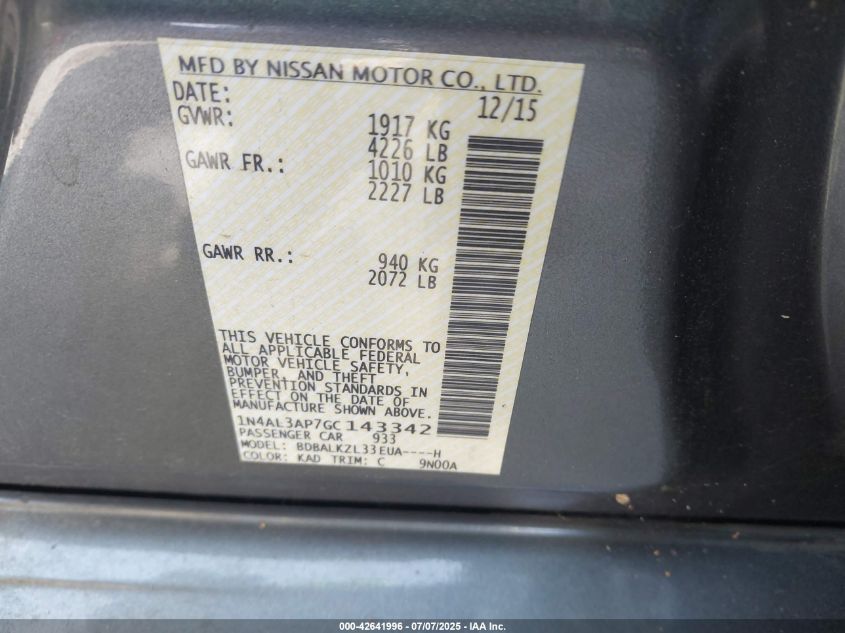 MFD BY NISSAN MOTOR CO., LTD.
DATE: 12/15
GVWR: 1917 KG
4226 LB
GAWR FR.: 1010 KG
2227 LB
GAWR RR.: 940 KG
2072 LB
THIS VEHICLE CONFORMS TO
ALL APPLICABLE FEDERAL
MOTOR VEHICLE SAFETY,
BUMPER, AND THEFT
PREVENTION STANDARDS IN
EFFECT ON THE DATE OF
MANUFACTURE SHOWN ABOVE.
1N4AL3AP7GC143342
PASSENGER CAR 933
MODEL: BDBALKZL33EUA----H
COLOR: KAD TRIM: C 9N00A
000-42641996 - 07/07/2025 - IAA Inc.